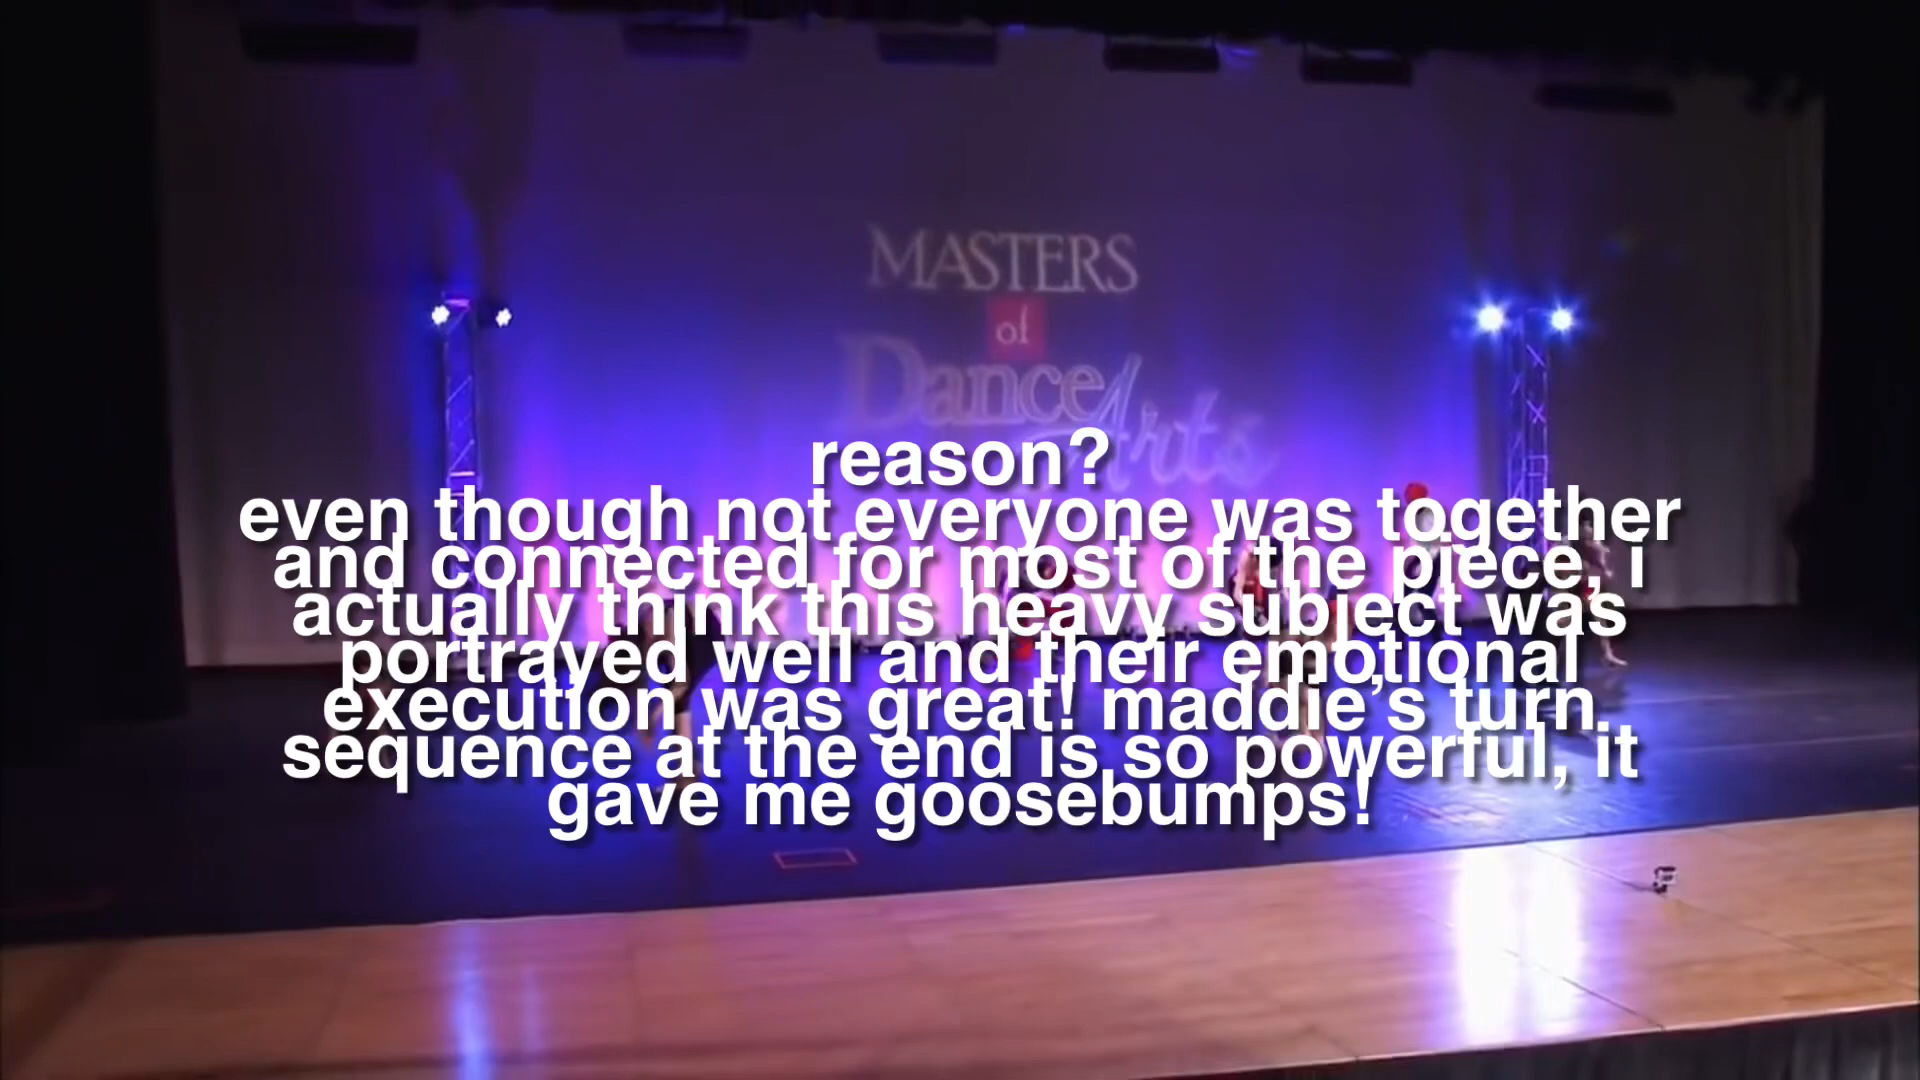 MASTERS
of
Dance Arts
reason?
even though not everyone was together
and connected for most of the piece, i
actually think this heavy subject was
portrayed well and their emotional
execution was great! maddie's turn
sequence at the end is so powerful, it
gave me goosebumps!